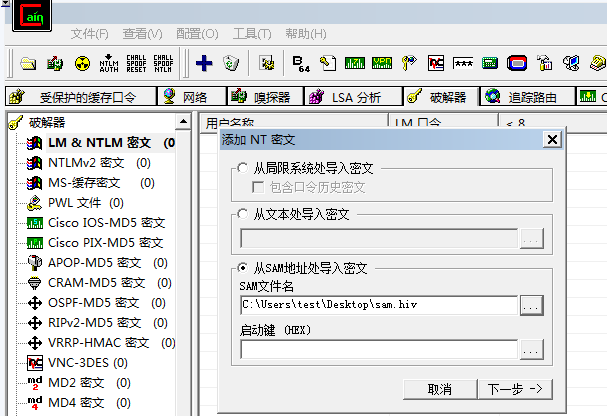 Cain
文件(F) 查看(V) 配置(O) 工具(T) 帮助(H)
NTLM AUTH CHALL SPOOF RESET CHALL SPOOF NTLM B64 VPN ***
受保护的缓存口令 网络 嗅探器 LSA 分析 破解器 追踪路由 C
破解器
用户名称 LM 口令 < 8
LM & NTLM 密文 (0
NTLMv2 密文 (0)
MS-缓存密文 (0)
PWL 文件 (0)
Cisco IOS-MD5 密文
Cisco PIX-MD5 密文
APOP-MD5 密文 (0)
CRAM-MD5 密文 (0)
OSPF-MD5 密文 (0)
RIPv2-MD5 密文 (0)
VRRP-HMAC 密文 (0)
VNC-3DES (0)
md2 MD2 密文 (0)
md4 MD4 密文 (0)
添加 NT 密文
从局限系统处导入密文
包含口令历史密文
从文本处导入密文
...
从SAM地址处导入密文
SAM文件名
C:\Users\test\Desktop\sam.hiv ...
启动键 (HEX)
...
取消 下一步 ->